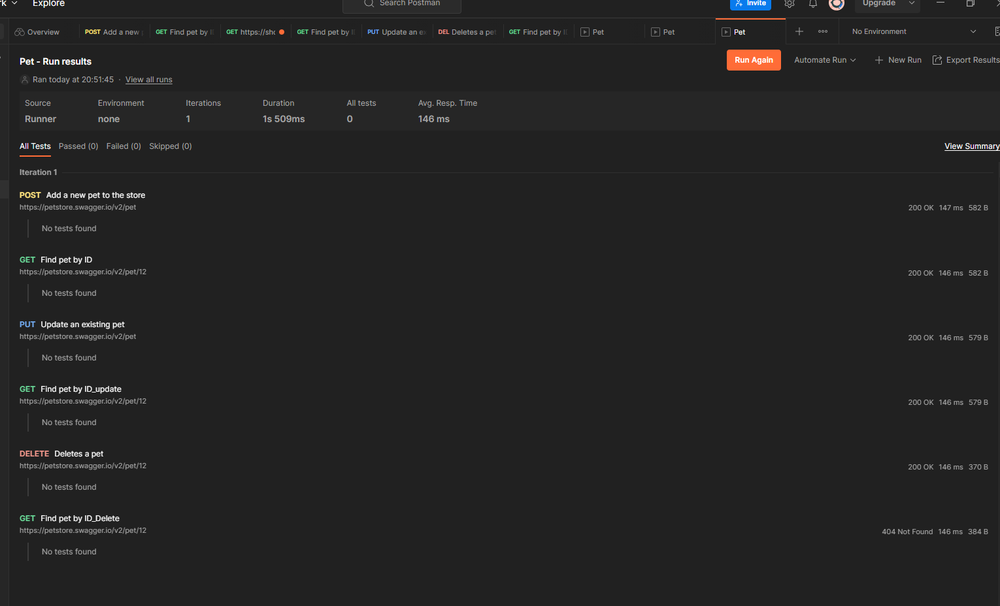 rk Explore Search Postman Invite Upgrade
Overview POST Add a new GET Find pet by I GET https://sho GET Find pet by I PUT Update an ex DEL Deletes a pet GET Find pet by I Pet Pet Pet No Environment
Pet - Run results Run Again Automate Run New Run Export Results
Ran today at 20:51:45 · View all runs
Source Environment Iterations Duration All tests Avg. Resp. Time
Runner none 1 1s 509ms 0 146 ms
All Tests Passed (0) Failed (0) Skipped (0) View Summary
Iteration 1
POST Add a new pet to the store
https://petstore.swagger.io/v2/pet 200 OK 147 ms 582 B
No tests found
GET Find pet by ID
https://petstore.swagger.io/v2/pet/12 200 OK 146 ms 582 B
No tests found
PUT Update an existing pet
https://petstore.swagger.io/v2/pet 200 OK 146 ms 579 B
No tests found
GET Find pet by ID_update
https://petstore.swagger.io/v2/pet/12 200 OK 146 ms 579 B
No tests found
DELETE Deletes a pet
https://petstore.swagger.io/v2/pet/12 200 OK 146 ms 370 B
No tests found
GET Find pet by ID_Delete
https://petstore.swagger.io/v2/pet/12 404 Not Found 146 ms 384 B
No tests found